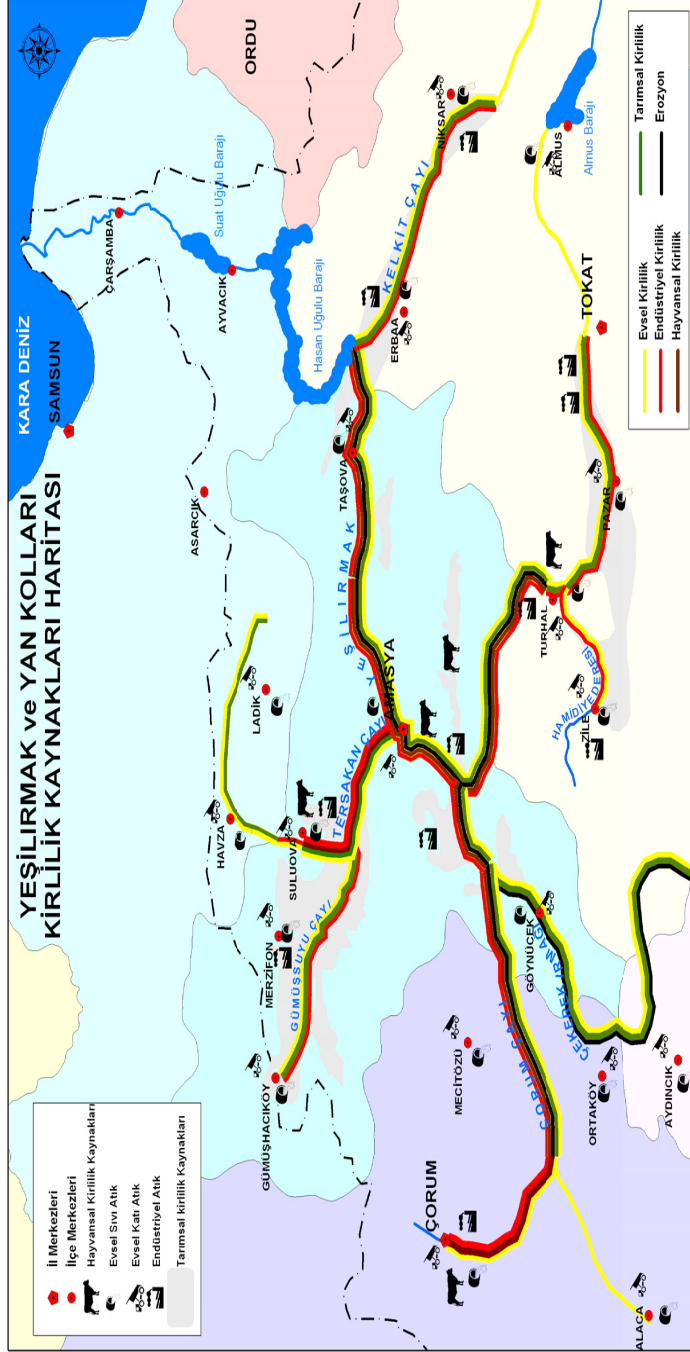 YEŞİLIRMAK ve YAN KOLLARI
KİRLİLİK KAYNAKLARI HARİTASI
KARA DENİZ
SAMSUN
ORDU
ÇARŞAMBA
Suat Uğulu Barajı
AYVACIK
Hasan Uğulu Barajı
ASARCIK
LADİK
HAVZA
SULUOVA
MERZİFON
GÜMÜŞHACIKÖY
GÜMÜŞSUYU ÇAYI
TERSAKAN ÇAYI
AMASYA
YEŞİLIRMAK
TAŞOVA
KELKİT ÇAYI
ERBAA
NİKSAR
ALMUS
Almus Barajı
TOKAT
PAZAR
TURHAL
HAMİDİYEDERESİ
ZİLE
GÖYNÜCEK
ÇEKEREK IRMAĞI
ÇORUM ÇAYI
MECİTÖZÜ
ORTAKÖY
AYDINCIK
ÇORUM
ALACA
İl Merkezleri
İlçe Merkezleri
Hayvansal Kirlilik Kaynakları
Evsel Sıvı Atık
Evsel Katı Atık
Endüstriyel Atık
Tarımsal kirlilik Kaynakları
Evsel Kirlilik
Endüstriyel Kirlilik
Hayvansal Kirlilik
Tarımsal Kirlilik
Erozyon